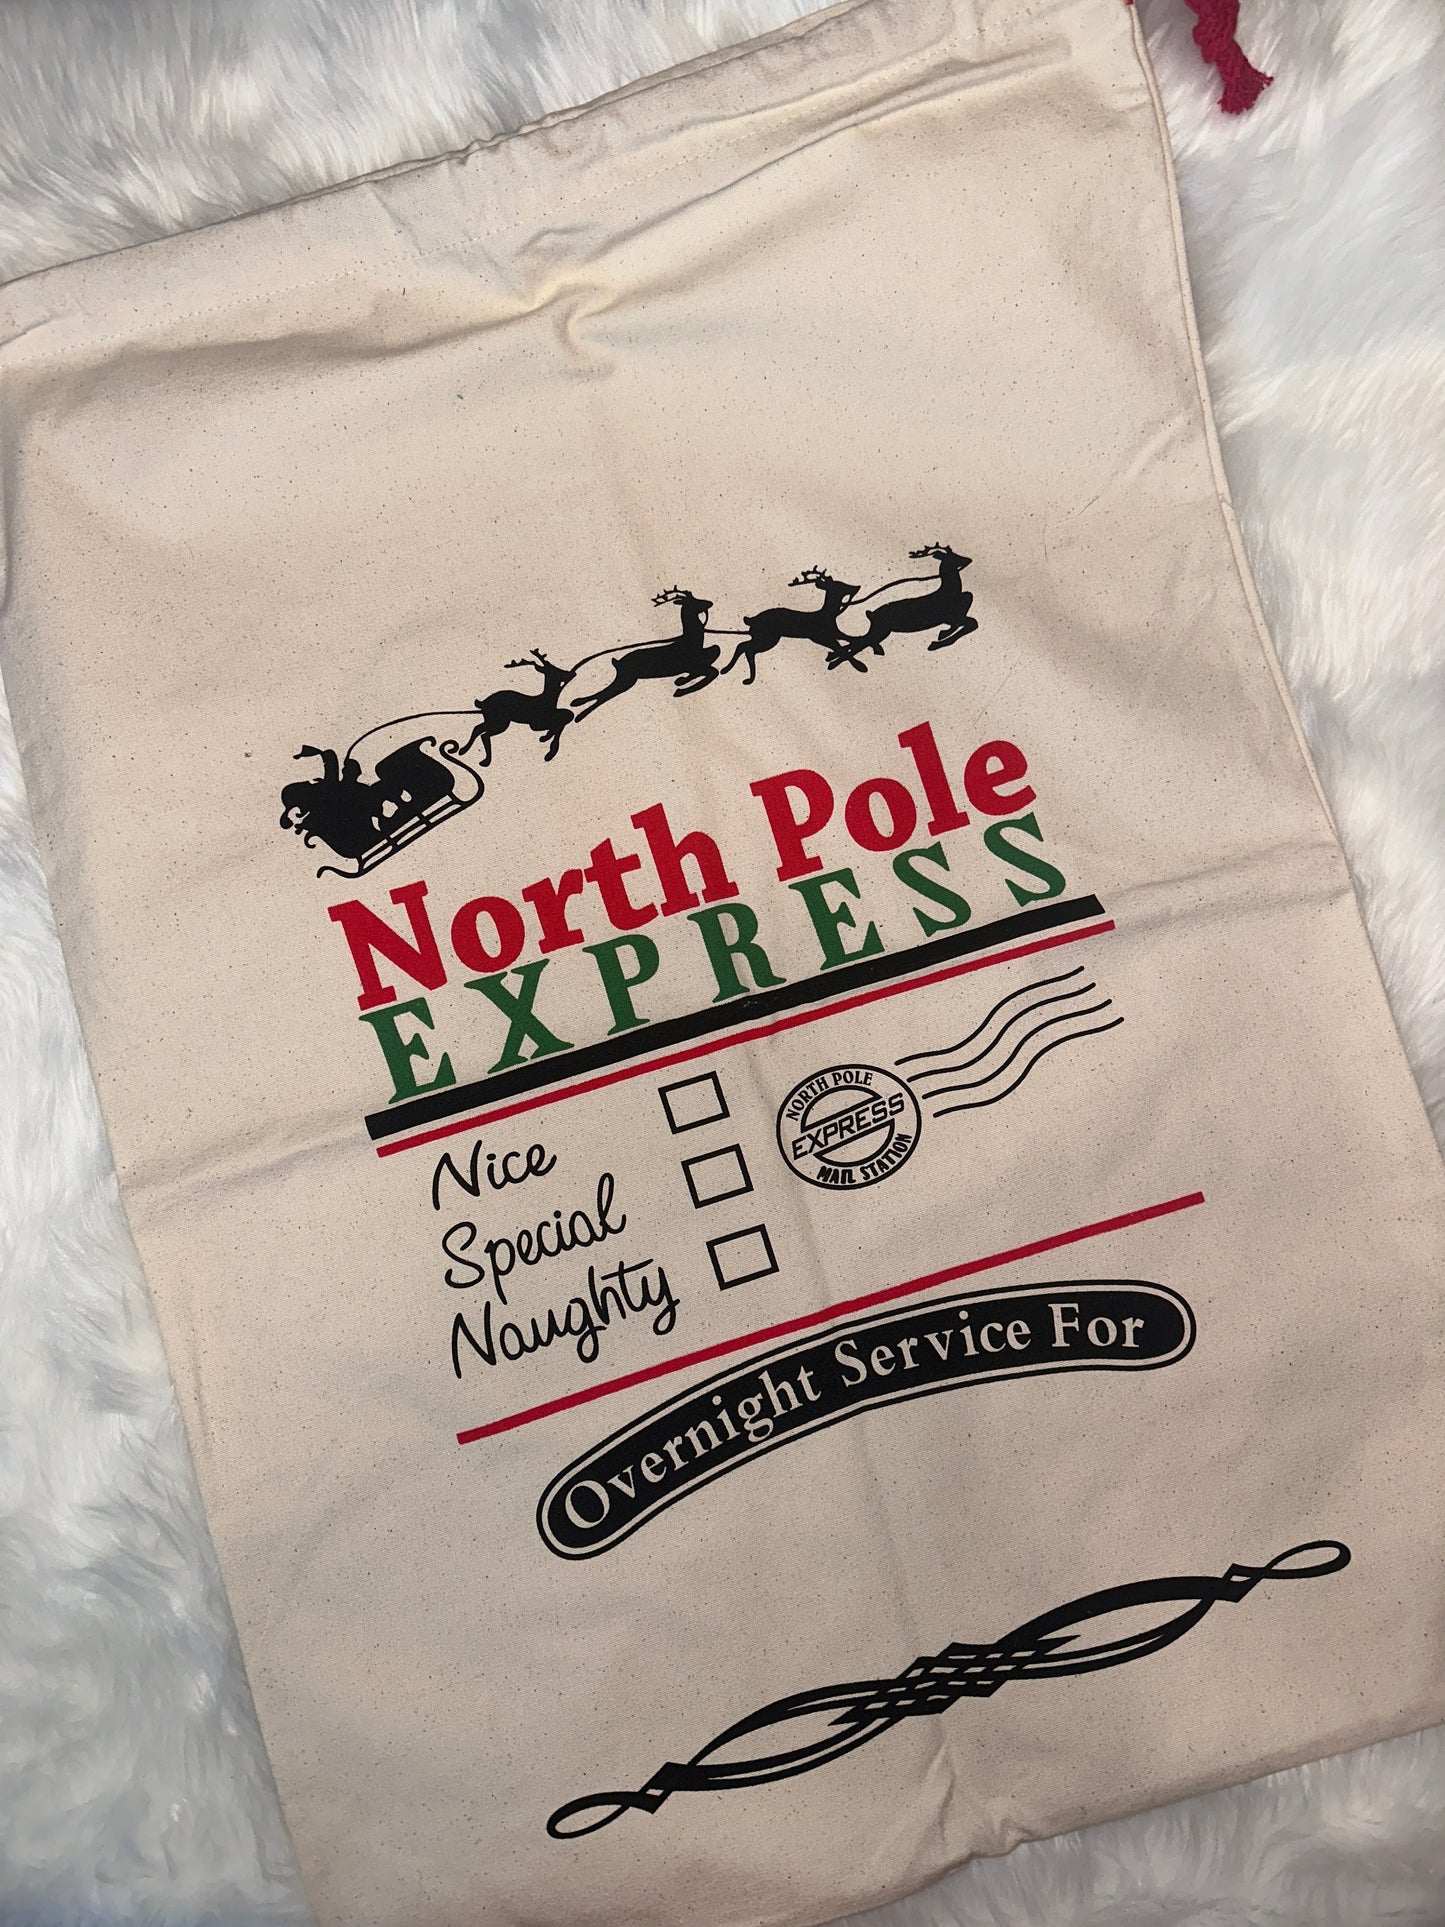 North Pole
EXPRESS
Nice
Special
Naughty
NORTH POLE
EXPRESS
MAIL STATION
Overnight Service For